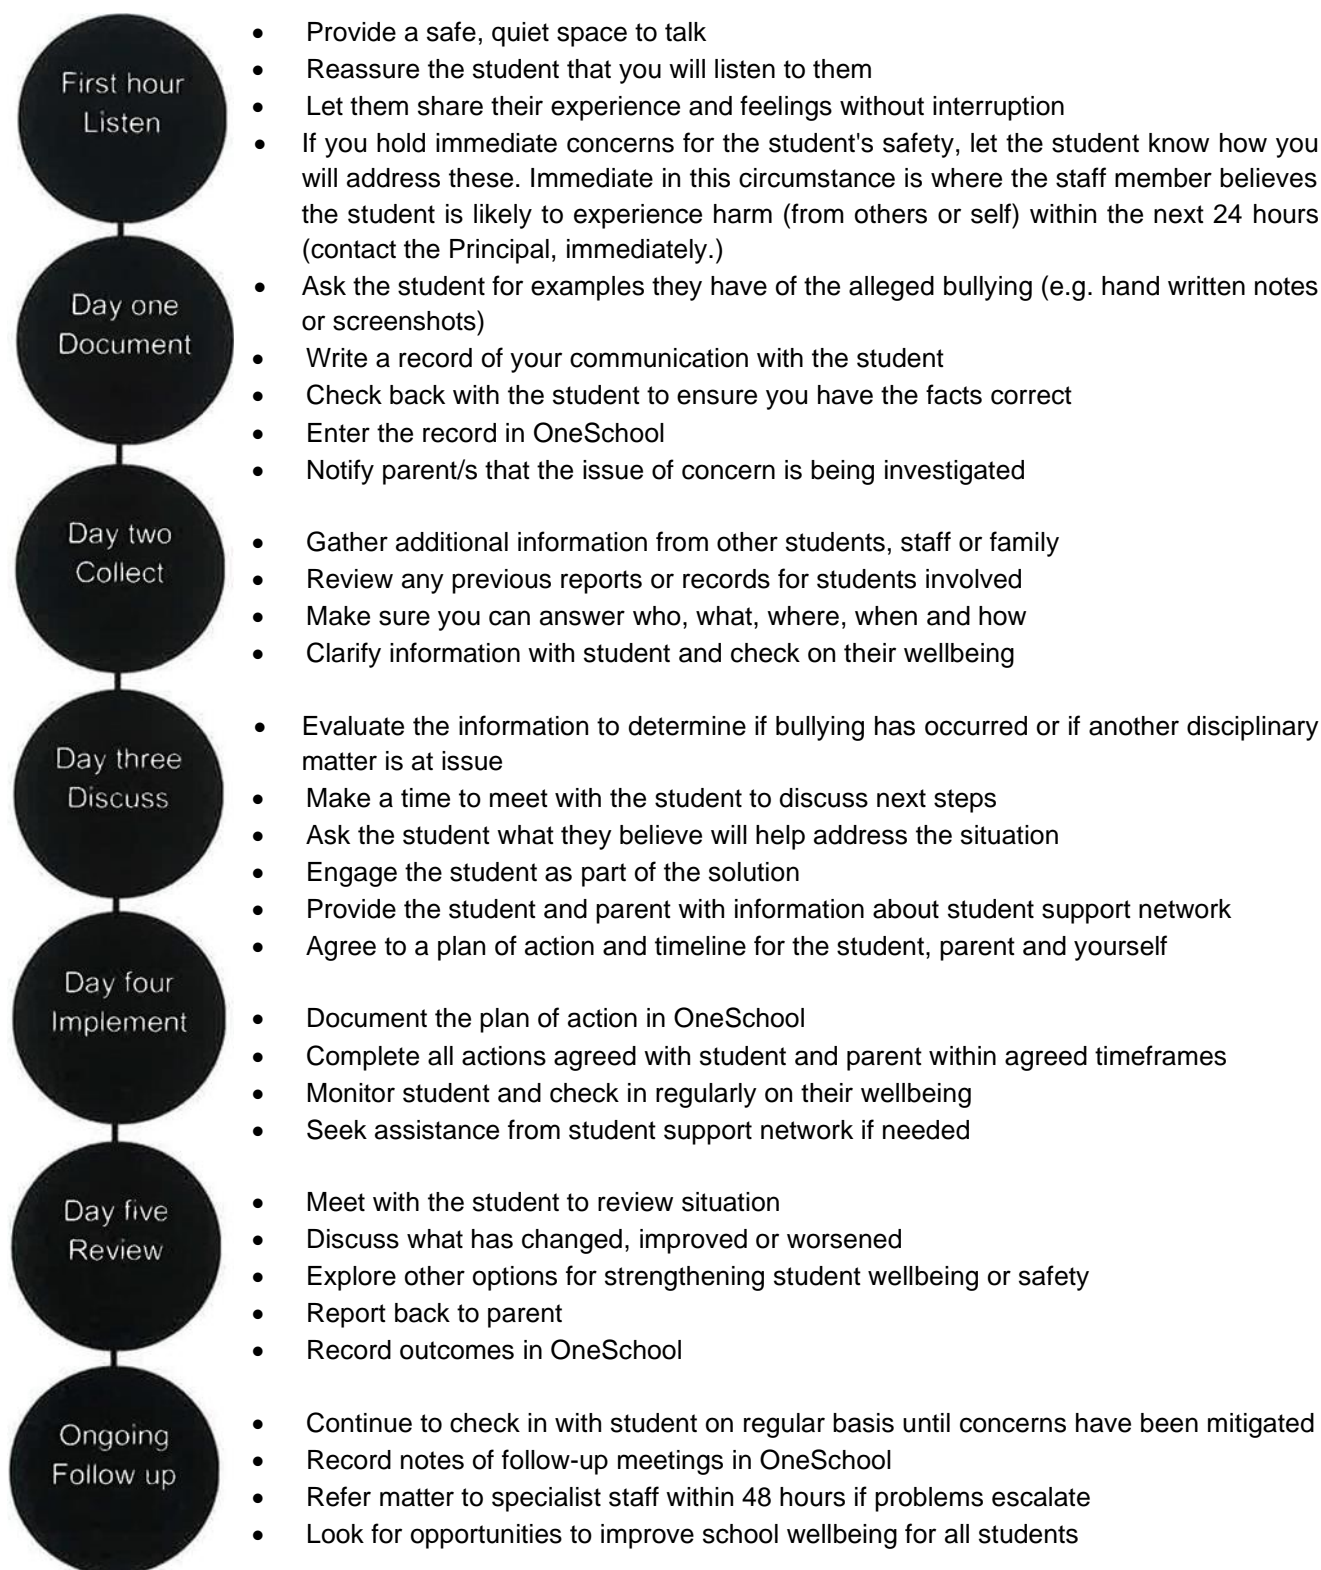 First hour
Listen
• Provide a safe, quiet space to talk
• Reassure the student that you will listen to them
• Let them share their experience and feelings without interruption
• If you hold immediate concerns for the student's safety, let the student know how you
will address these. Immediate in this circumstance is where the staff member believes
the student is likely to experience harm (from others or self) within the next 24 hours
(contact the Principal, immediately.)
Day one
Document
• Ask the student for examples they have of the alleged bullying (e.g. hand written notes
or screenshots)
• Write a record of your communication with the student
• Check back with the student to ensure you have the facts correct
• Enter the record in OneSchool
• Notify parent/s that the issue of concern is being investigated
Day two
Collect
• Gather additional information from other students, staff or family
• Review any previous reports or records for students involved
• Make sure you can answer who, what, where, when and how
• Clarify information with student and check on their wellbeing
Day three
Discuss
• Evaluate the information to determine if bullying has occurred or if another disciplinary
matter is at issue
• Make a time to meet with the student to discuss next steps
• Ask the student what they believe will help address the situation
• Engage the student as part of the solution
• Provide the student and parent with information about student support network
• Agree to a plan of action and timeline for the student, parent and yourself
Day four
Implement
• Document the plan of action in OneSchool
• Complete all actions agreed with student and parent within agreed timeframes
• Monitor student and check in regularly on their wellbeing
• Seek assistance from student support network if needed
Day five
Review
• Meet with the student to review situation
• Discuss what has changed, improved or worsened
• Explore other options for strengthening student wellbeing or safety
• Report back to parent
• Record outcomes in OneSchool
Ongoing
Follow up
• Continue to check in with student on regular basis until concerns have been mitigated
• Record notes of follow-up meetings in OneSchool
• Refer matter to specialist staff within 48 hours if problems escalate
• Look for opportunities to improve school wellbeing for all students